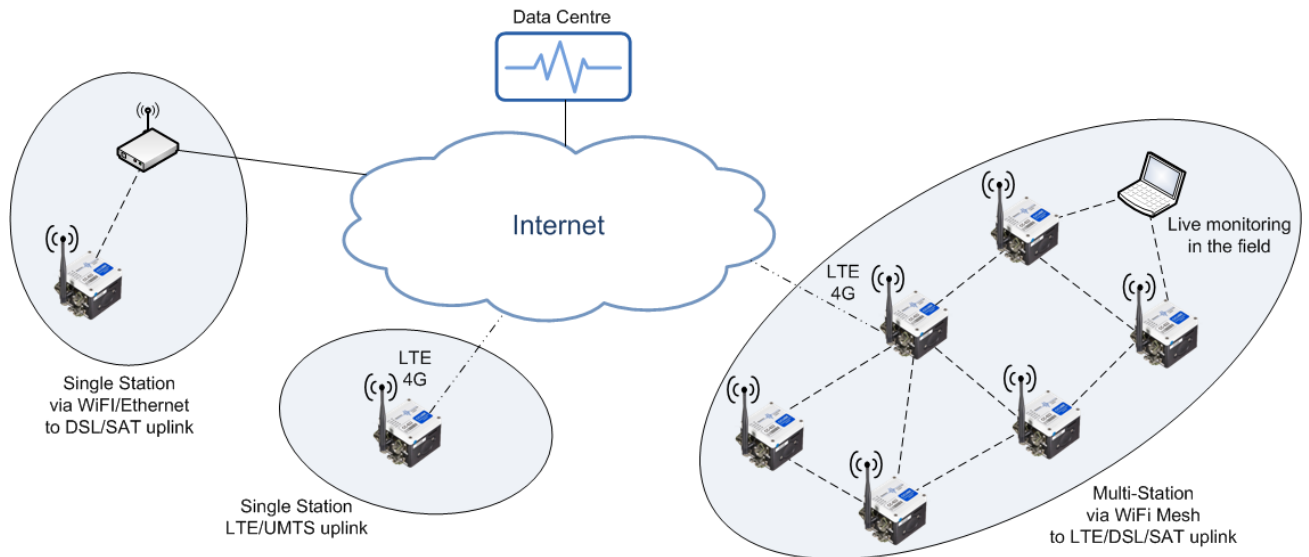 Data Centre
Internet
Live monitoring
in the field
LTE
4G
LTE
4G
Single Station
via WiFI/Ethernet
to DSL/SAT uplink
Single Station
LTE/UMTS uplink
Multi-Station
via WiFi Mesh
to LTE/DSL/SAT uplink